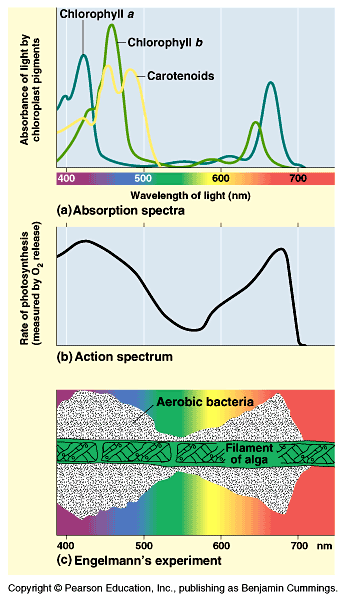 Chlorophyll a
Chlorophyll b
Carotenoids
Absorbance of light by
chloroplast pigments
400 500 600 700
Wavelength of light (nm)
(a) Absorption spectra
Rate of photosynthesis
(measured by O2 release)
(b) Action spectrum
Aerobic bacteria
Filament
of alga
400 500 600 700 nm
(c) Engelmann's experiment
Copyright © Pearson Education, Inc., publishing as Benjamin Cummings.